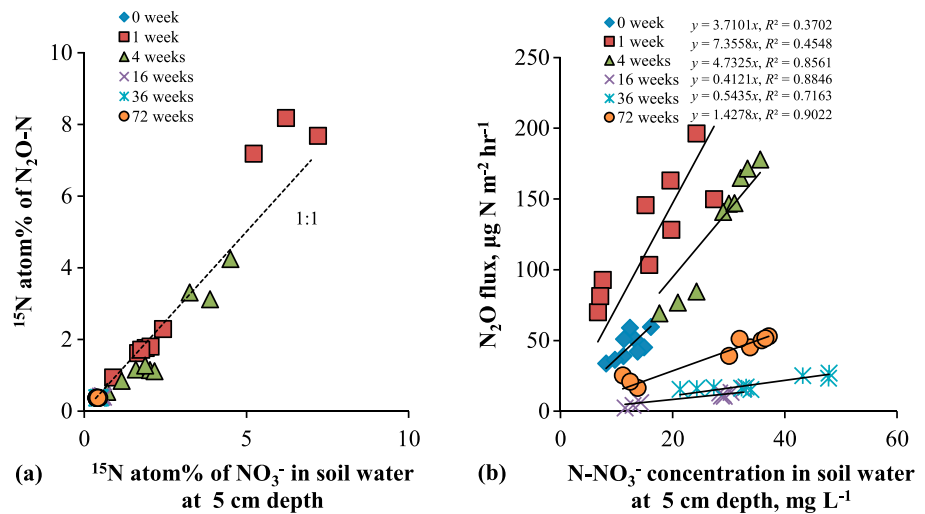 0 week
1 week
4 weeks
16 weeks
36 weeks
72 weeks
10
8
6
4
2
0
0
5
10
1:1
¹⁵N atom% of N₂O-N
(a)
¹⁵N atom% of NO₃⁻ in soil water
at 5 cm depth
0 week y = 3.7101x, R² = 0.3702
1 week y = 7.3558x, R² = 0.4548
4 weeks y = 4.7325x, R² = 0.8561
16 weeks y = 0.4121x, R² = 0.8846
36 weeks y = 0.5435x, R² = 0.7163
72 weeks y = 1.4278x, R² = 0.9022
250
200
150
100
50
0
0
20
40
60
N₂O flux, µg N m⁻² hr⁻¹
(b)
N-NO₃⁻ concentration in soil water
at 5 cm depth, mg L⁻¹